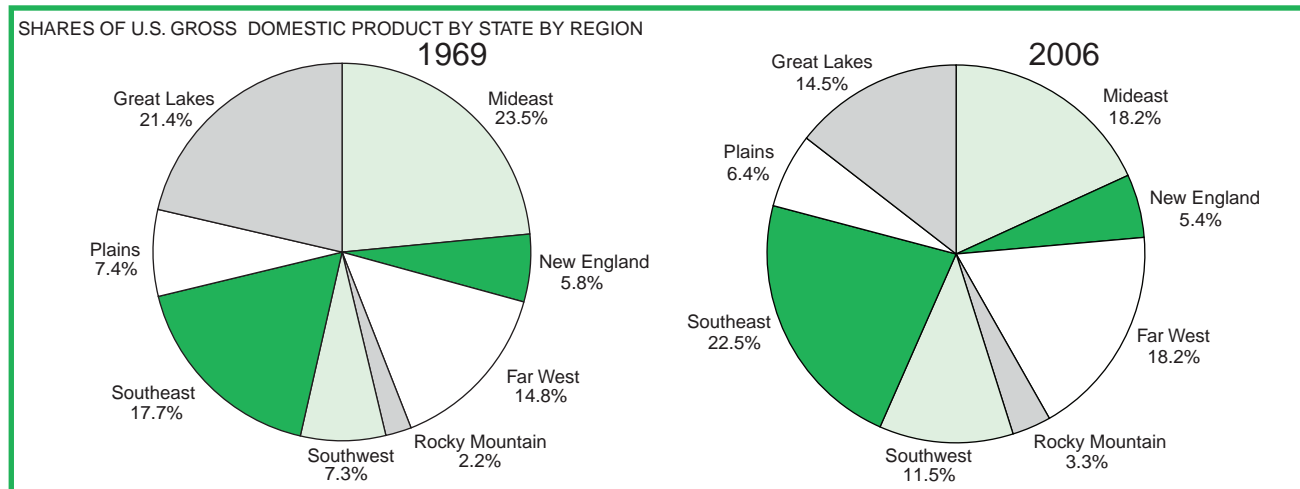 SHARES OF U.S. GROSS DOMESTIC PRODUCT BY STATE BY REGION
1969
Great Lakes
21.4%
Mideast
23.5%
Plains
7.4%
New England
5.8%
Southeast
17.7%
Far West
14.8%
Southwest
7.3%
Rocky Mountain
2.2%
2006
Great Lakes
14.5%
Mideast
18.2%
Plains
6.4%
New England
5.4%
Southeast
22.5%
Far West
18.2%
Southwest
11.5%
Rocky Mountain
3.3%